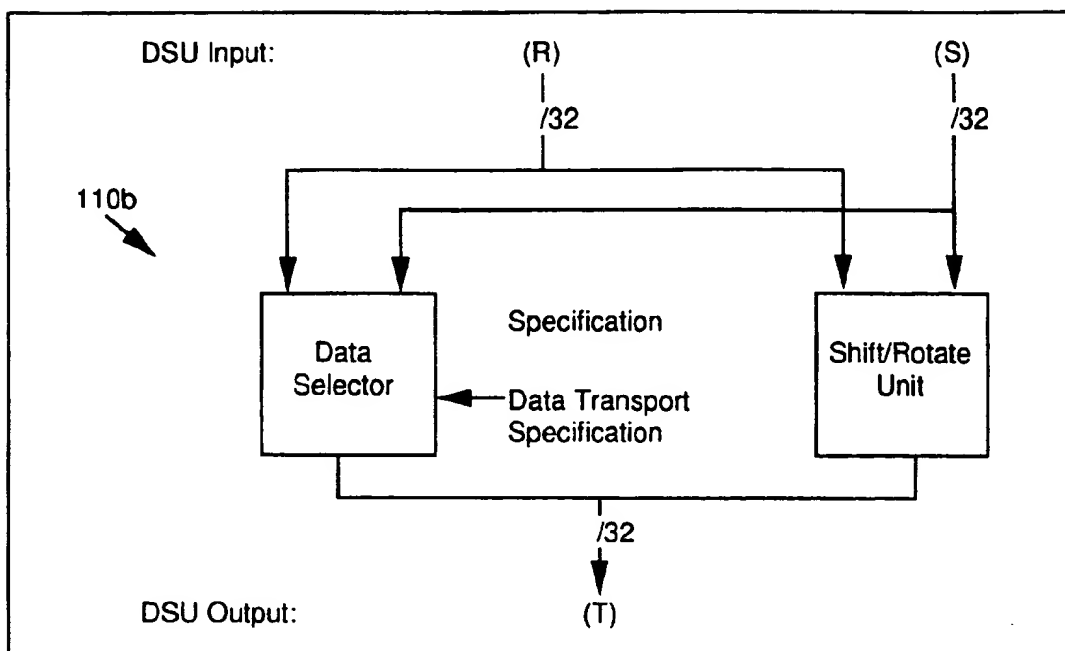 DSU Input: (R) (S)
/32 /32
110b
Specification
Data
Selector
Shift/Rotate
Unit
Data Transport
Specification
/32
DSU Output: (T)